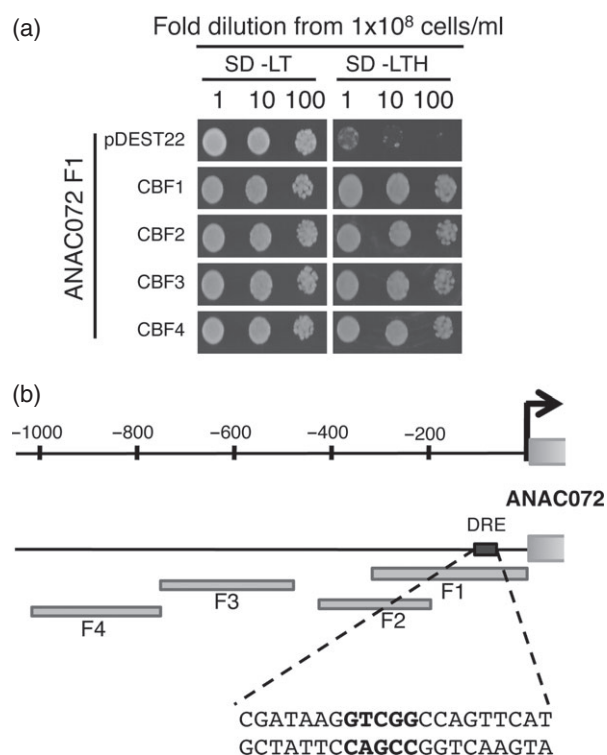 (a)
Fold dilution from 1x10⁸ cells/ml
SD -LT SD -LTH
1 10 100 1 10 100
ANAC072 F1
pDEST22
CBF1
CBF2
CBF3
CBF4
(b)
−1000 −800 −600 −400 −200
ANAC072
DRE
F1
F3
F2
F4
CGATAAGGTCGGCCAGTTCAT
GCTATTCCAGCCGGTCAAGTA